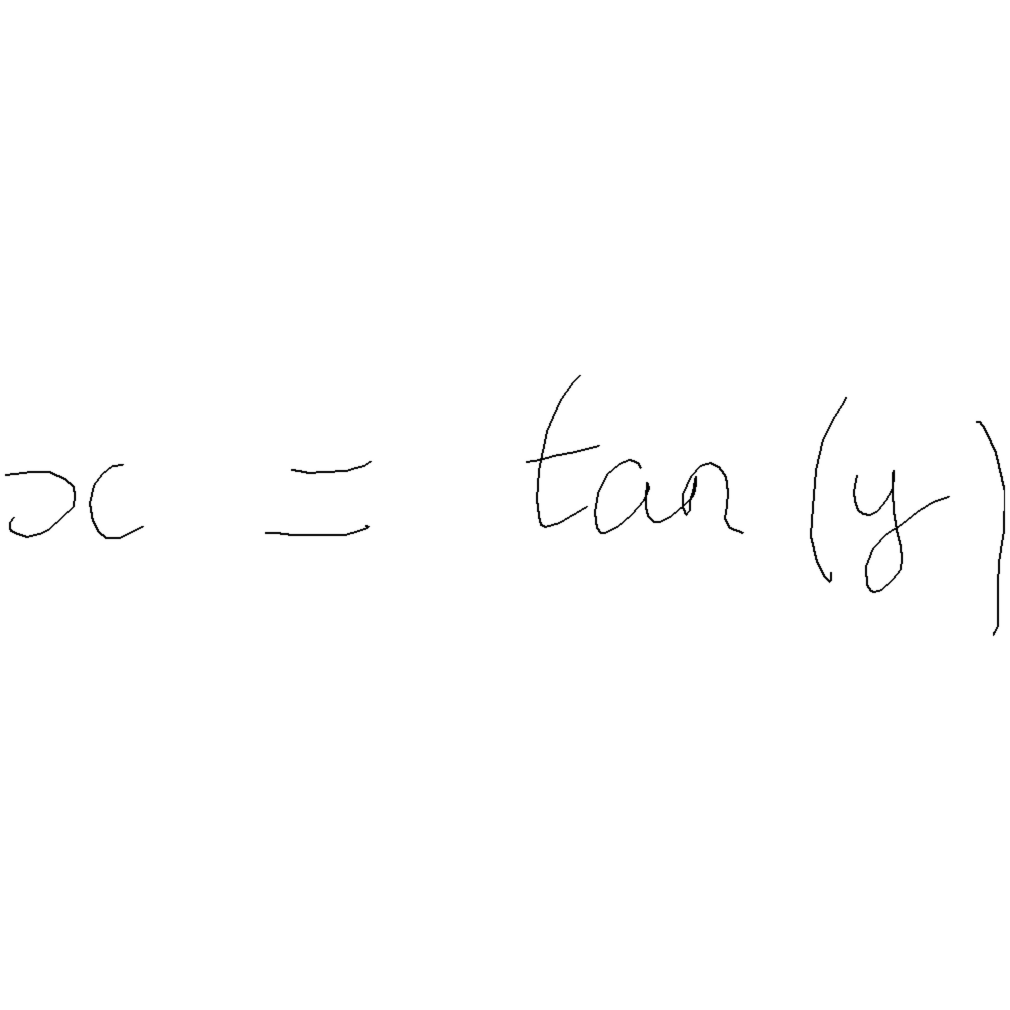 x = tan(y)